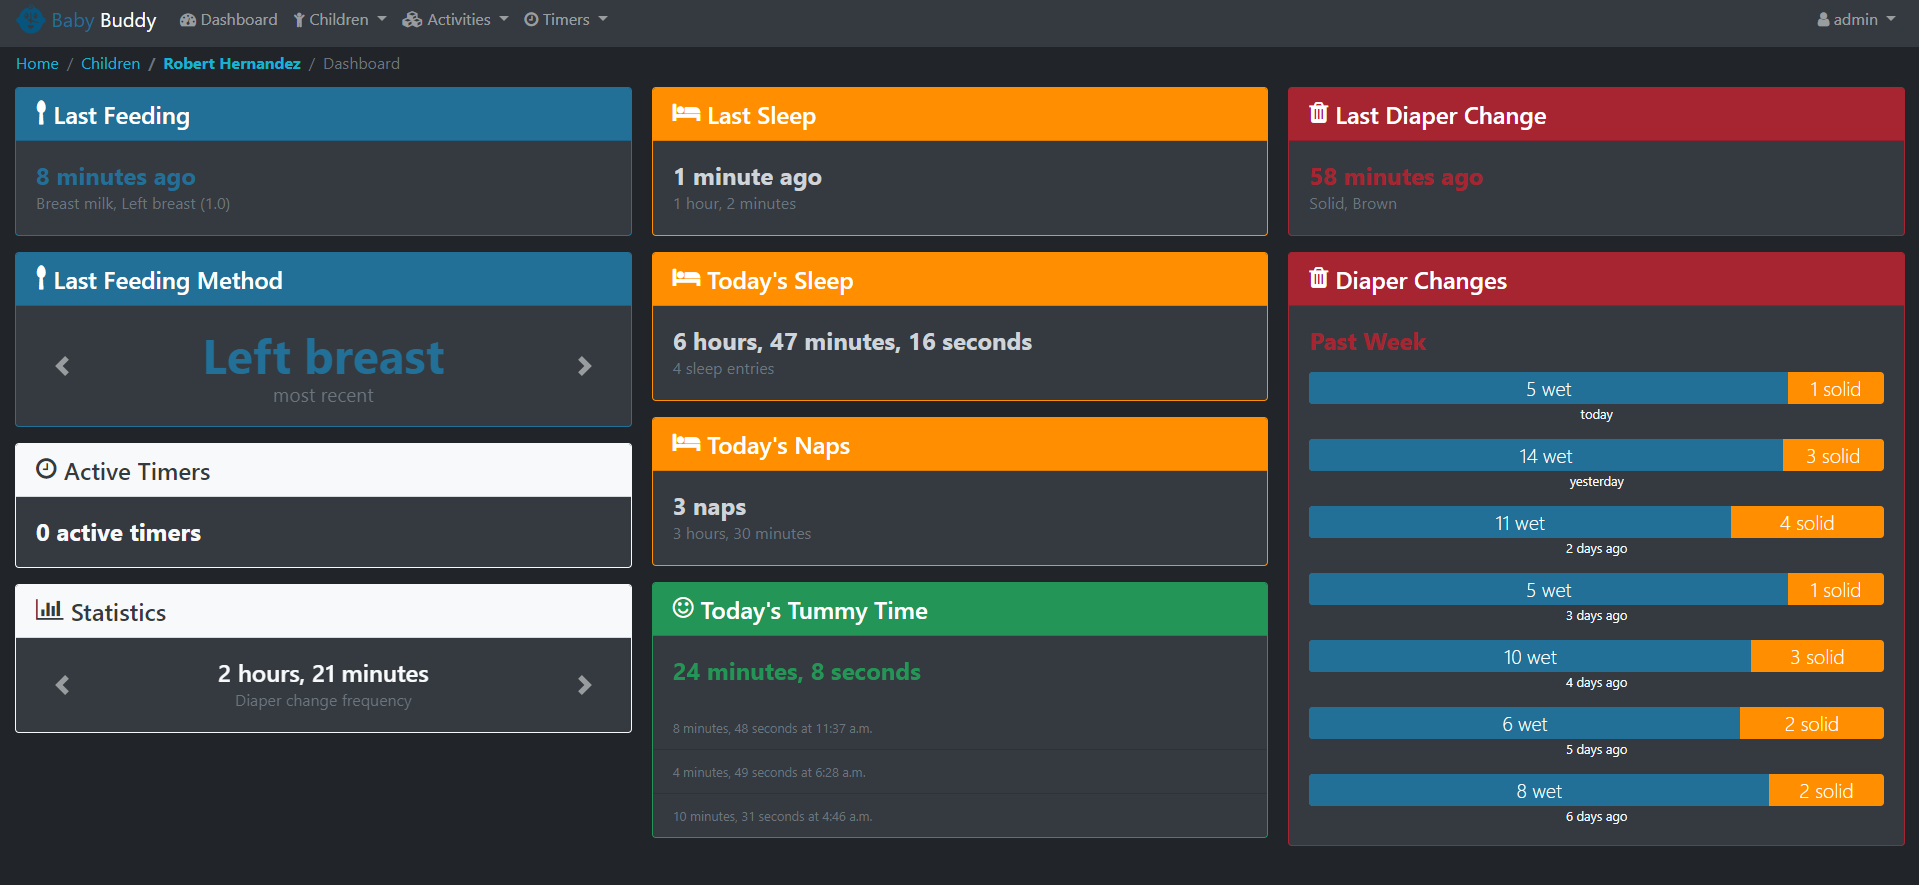 Baby Buddy Dashboard Children Activities Timers admin
Home / Children / Robert Hernandez / Dashboard
Last Feeding
8 minutes ago
Breast milk, Left breast (1.0)
Last Feeding Method
Left breast
most recent
Active Timers
0 active timers
Statistics
2 hours, 21 minutes
Diaper change frequency
Last Sleep
1 minute ago
1 hour, 2 minutes
Today's Sleep
6 hours, 47 minutes, 16 seconds
4 sleep entries
Today's Naps
3 naps
3 hours, 30 minutes
Today's Tummy Time
24 minutes, 8 seconds
8 minutes, 48 seconds at 11:37 a.m.
4 minutes, 49 seconds at 6:28 a.m.
10 minutes, 31 seconds at 4:46 a.m.
Last Diaper Change
58 minutes ago
Solid, Brown
Diaper Changes
Past Week
5 wet 1 solid
today
14 wet 3 solid
yesterday
11 wet 4 solid
2 days ago
5 wet 1 solid
3 days ago
10 wet 3 solid
4 days ago
6 wet 2 solid
5 days ago
8 wet 2 solid
6 days ago